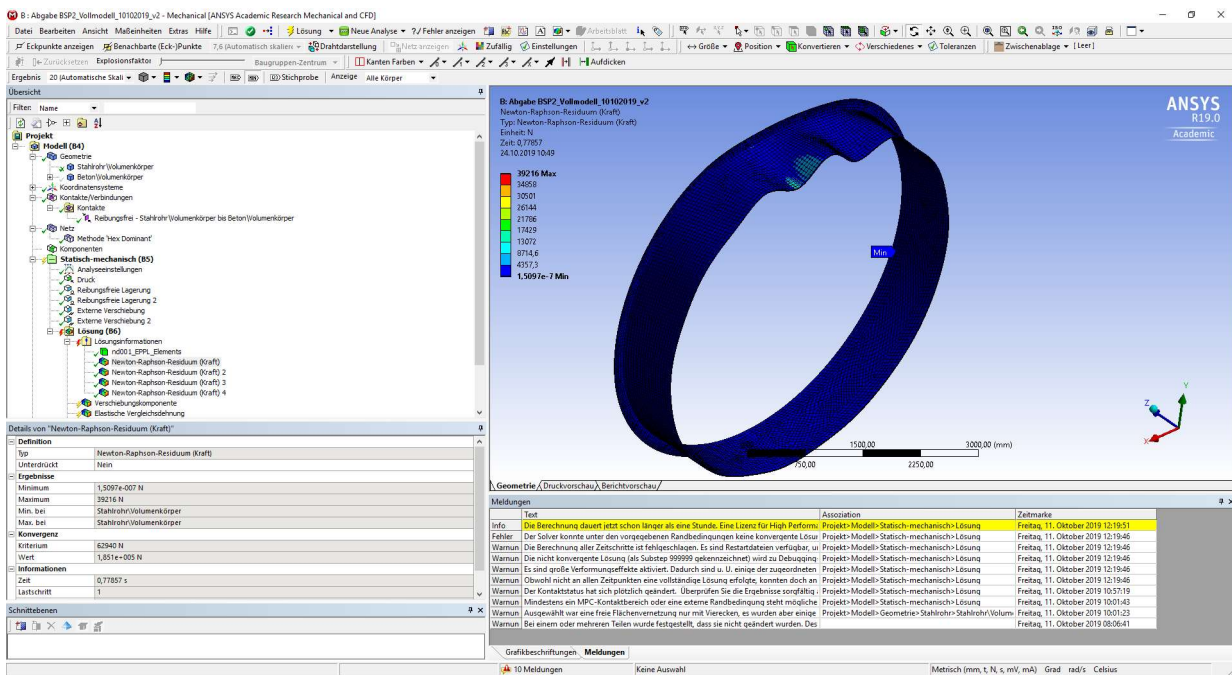 B : Abgabe BSP2_Vollmodell_10102019_v2 - Mechanical [ANSYS Academic Research Mechanical and CFD]
Datei Bearbeiten Ansicht Maßeinheiten Extras Hilfe Lösung Neue Analyse ?/ Fehler anzeigen Arbeitsblatt
Eckpunkte anzeigen Benachbarte (Eck-)Punkte 7,6 (Automatisch skalier Drahtdarstellung Netz anzeigen Zufällig Einstellungen Größe Position Konvertieren Verschiedenes Toleranzen Zwischenablage [Leer]
Zurücksetzen Explosionsfaktor Baugruppen-Zentrum Kanten Farben Aufdicken
Ergebnis 20 (Automatische Skali Stichprobe Anzeige Alle Körper
Übersicht
Filter: Name
Projekt
Modell (B4)
Geometrie
Stahlrohr\Volumenkörper
Beton\Volumenkörper
Koordinatensysteme
Kontakte/Verbindungen
Kontakte
Reibungsfrei - Stahlrohr\Volumenkörper bis Beton\Volumenkörper
Netz
Methode 'Hex Dominant'
Komponenten
Statisch-mechanisch (B5)
Analyseeinstellungen
Druck
Reibungsfreie Lagerung
Reibungsfreie Lagerung 2
Externe Verschiebung
Externe Verschiebung 2
Lösung (B6)
Lösungsinformationen
nd001_EPPL_Elements
Newton-Raphson-Residuum (Kraft)
Newton-Raphson-Residuum (Kraft) 2
Newton-Raphson-Residuum (Kraft) 3
Newton-Raphson-Residuum (Kraft) 4
Verschiebungskomponente
Elastische Vergleichsdehnung
Details von "Newton-Raphson-Residuum (Kraft)"
Definition
Typ Newton-Raphson-Residuum (Kraft)
Unterdrückt Nein
Ergebnisse
Minimum 1,5097e-007 N
Maximum 39216 N
Min. bei Stahlrohr\Volumenkörper
Max. bei Stahlrohr\Volumenkörper
Konvergenz
Kriterium 62940 N
Wert 1,851e+005 N
Informationen
Zeit 0,77857 s
Lastschritt 1
Schnittebenen
B: Abgabe BSP2_Vollmodell_10102019_v2
Newton-Raphson-Residuum (Kraft)
Typ: Newton-Raphson-Residuum (Kraft)
Einheit: N
Zeit: 0,77857
24.10.2019 10:49
39216 Max
34858
30501
26144
21786
17429
13072
8714,6
4357,3
1,5097e-7 Min
ANSYS
R19.0
Academic
Min
1500,00 3000,00 (mm)
750,00 2250,00
Y
Z
X
Geometrie Druckvorschau Berichtvorschau
Meldungen
Text Assoziation Zeitmarke
Info Die Berechnung dauert jetzt schon länger als eine Stunde. Eine Lizenz für High Performa Projekt>Modell>Statisch-mechanisch>Lösung Freitag, 11. Oktober 2019 12:19:51
Fehler Der Solver konnte unter den vorgegebenen Randbedingungen keine konvergente Lösu Projekt>Modell>Statisch-mechanisch>Lösung Freitag, 11. Oktober 2019 12:19:46
Warnun Die Berechnung aller Zeitschritte ist fehlgeschlagen. Es sind Restartdateien verfügbar, u Projekt>Modell>Statisch-mechanisch>Lösung Freitag, 11. Oktober 2019 12:19:46
Warnun Die nicht konvergente Lösung (als Substep 999999 gekennzeichnet) wird zu Debugging Projekt>Modell>Statisch-mechanisch>Lösung Freitag, 11. Oktober 2019 12:19:46
Warnun Es sind große Verformungseffekte aktiviert. Dadurch sind u. U. einige der zugeordneten Projekt>Modell>Statisch-mechanisch>Lösung Freitag, 11. Oktober 2019 12:19:46
Warnun Obwohl nicht an allen Zeitpunkten eine vollständige Lösung erfolgte, konnten doch an Projekt>Modell>Statisch-mechanisch>Lösung Freitag, 11. Oktober 2019 12:19:46
Warnun Der Kontaktstatus hat sich plötzlich geändert. Überprüfen Sie die Ergebnisse sorgfältig Projekt>Modell>Statisch-mechanisch>Lösung Freitag, 11. Oktober 2019 10:57:19
Warnun Mindestens ein MPC-Kontaktbereich oder eine externe Randbedingung steht mögliche Projekt>Modell>Statisch-mechanisch>Lösung Freitag, 11. Oktober 2019 10:01:43
Warnun Ausgewählt war eine freie Flächenvernetzung nur mit Vierecken, es wurden aber einige Projekt>Modell>Geometrie>Stahlrohr>Stahlrohr\Volum Freitag, 11. Oktober 2019 10:01:23
Warnun Bei einem oder mehreren Teilen wurde festgestellt, dass sie nicht geändert wurden. Des Freitag, 11. Oktober 2019 08:06:41
Grafikbeschriftungen Meldungen
10 Meldungen Keine Auswahl Metrisch (mm, t, N, s, mV, mA) Grad rad/s Celsius